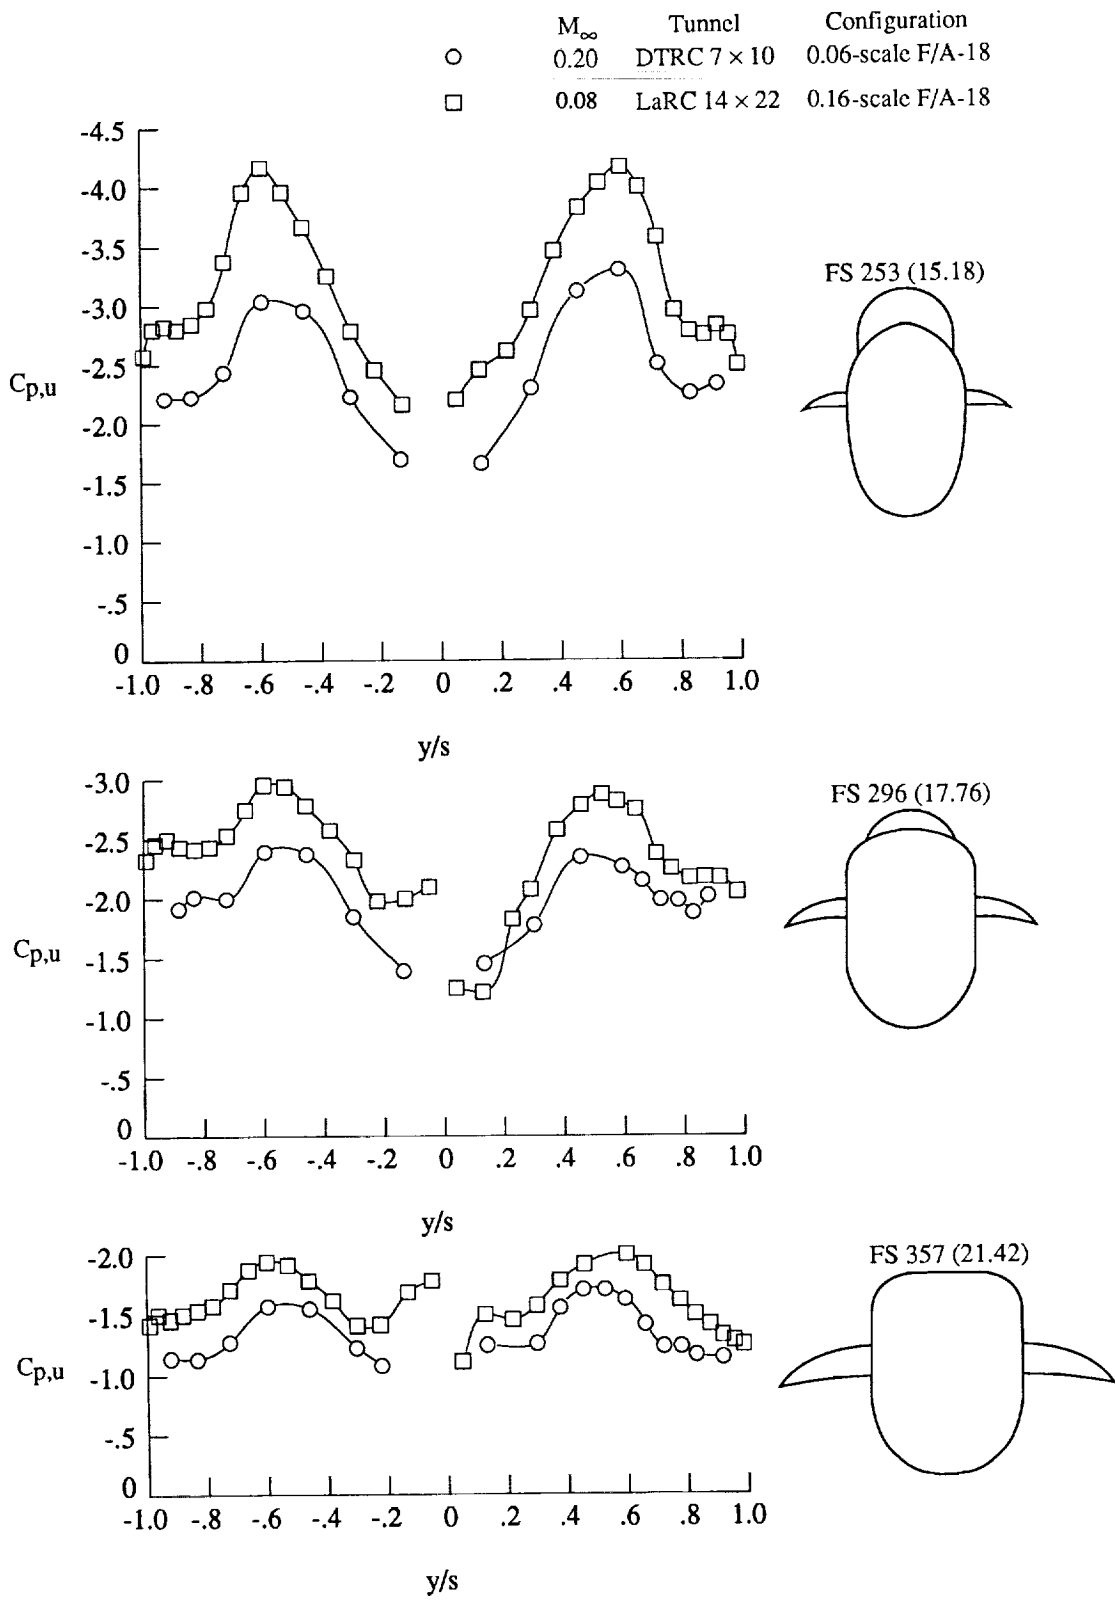 M∞ Tunnel Configuration
0.20 DTRC 7 × 10 0.06-scale F/A-18
0.08 LaRC 14 × 22 0.16-scale F/A-18
-4.5
-4.0
-3.5
-3.0
-2.5
-2.0
-1.5
-1.0
-.5
0
Cp,u
-1.0 -.8 -.6 -.4 -.2 0 .2 .4 .6 .8 1.0
y/s
FS 253 (15.18)
-3.0
-2.5
-2.0
-1.5
-1.0
-.5
0
Cp,u
-1.0 -.8 -.6 -.4 -.2 0 .2 .4 .6 .8 1.0
y/s
FS 296 (17.76)
-2.0
-1.5
-1.0
-.5
0
Cp,u
-1.0 -.8 -.6 -.4 -.2 0 .2 .4 .6 .8 1.0
y/s
FS 357 (21.42)